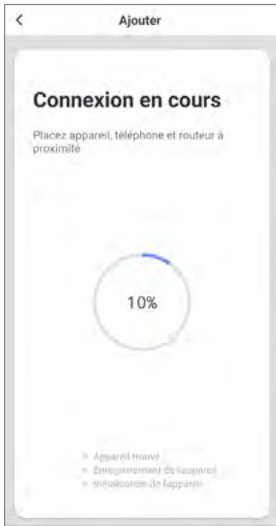 Ajouter
Connexion en cours
Placez appareil, téléphone et routeur à
proximité
10%
Appareil trouvé
Enregistrement de l'appareil
Initialisation de l'appareil